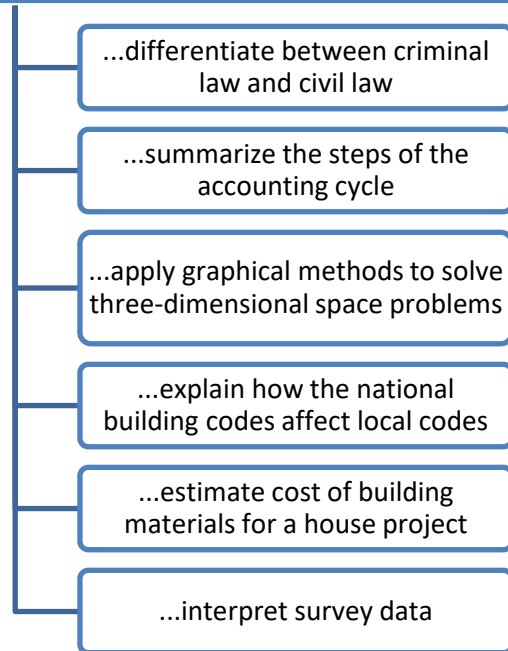 ...differentiate between criminal
law and civil law
...summarize the steps of the
accounting cycle
...apply graphical methods to solve
three-dimensional space problems
...explain how the national
building codes affect local codes
...estimate cost of building
materials for a house project
...interpret survey data